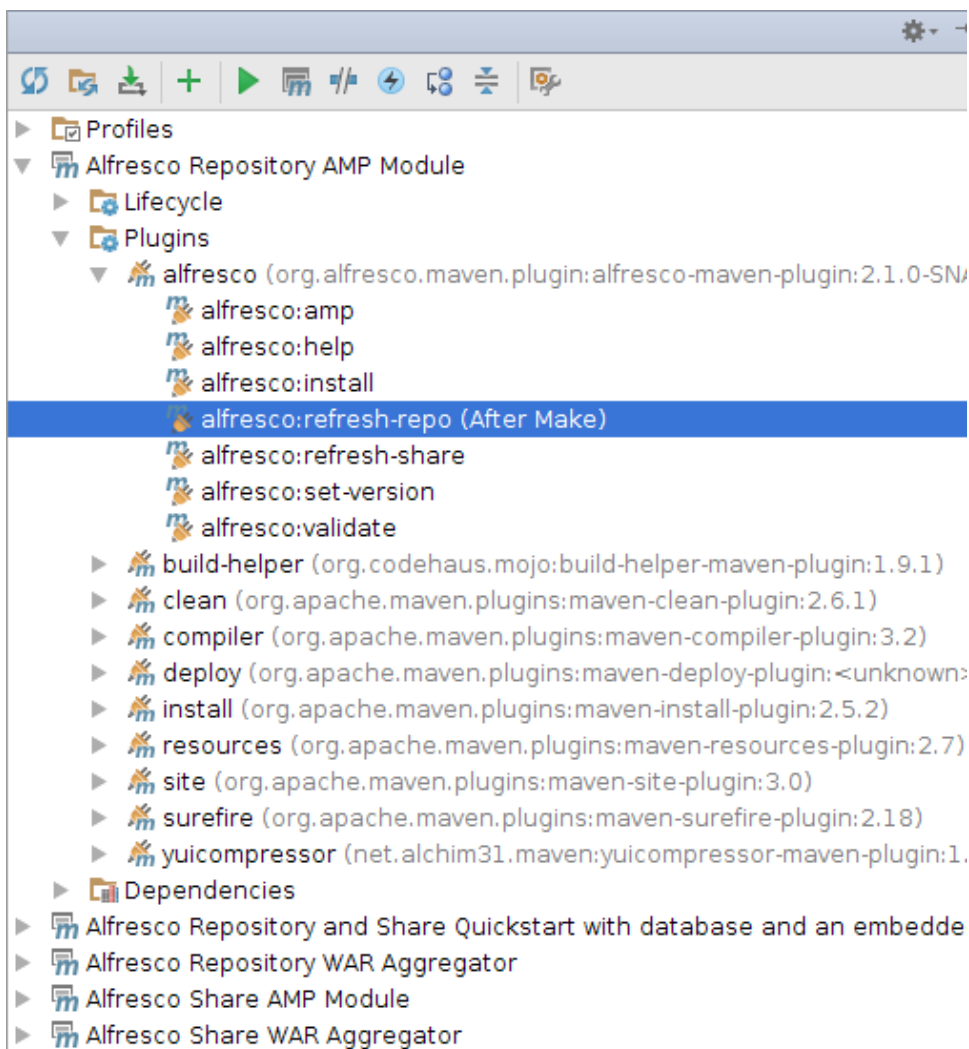 Profiles
Alfresco Repository AMP Module
Lifecycle
Plugins
alfresco (org.alfresco.maven.plugin:alfresco-maven-plugin:2.1.0-SNA
alfresco:amp
alfresco:help
alfresco:install
alfresco:refresh-repo (After Make)
alfresco:refresh-share
alfresco:set-version
alfresco:validate
build-helper (org.codehaus.mojo:build-helper-maven-plugin:1.9.1)
clean (org.apache.maven.plugins:maven-clean-plugin:2.6.1)
compiler (org.apache.maven.plugins:maven-compiler-plugin:3.2)
deploy (org.apache.maven.plugins:maven-deploy-plugin:<unknown>
install (org.apache.maven.plugins:maven-install-plugin:2.5.2)
resources (org.apache.maven.plugins:maven-resources-plugin:2.7)
site (org.apache.maven.plugins:maven-site-plugin:3.0)
surefire (org.apache.maven.plugins:maven-surefire-plugin:2.18)
yuicompressor (net.alchim31.maven:yuicompressor-maven-plugin:1.
Dependencies
Alfresco Repository and Share Quickstart with database and an embedde
Alfresco Repository WAR Aggregator
Alfresco Share AMP Module
Alfresco Share WAR Aggregator